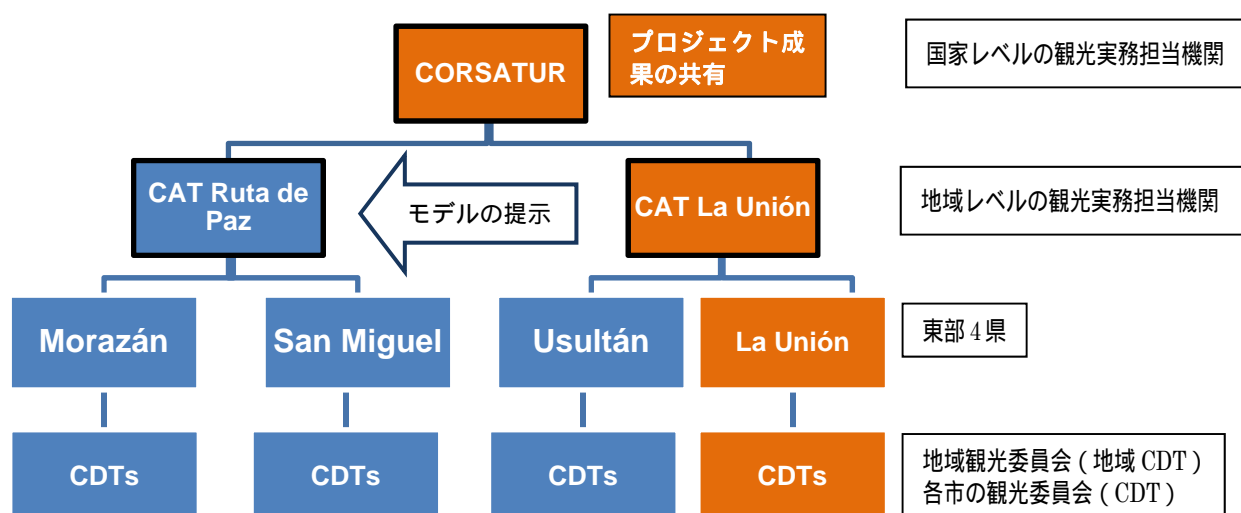 CORSATUR
プロジェクト成
果の共有
国家レベルの観光実務担当機関
CAT Ruta de
Paz
モデルの提示
CAT La Unión
地域レベルの観光実務担当機関
Morazán
San Miguel
Usultán
La Unión
東部4県
CDTs
CDTs
CDTs
CDTs
地域観光委員会(地域 CDT)
各市の観光委員会(CDT)